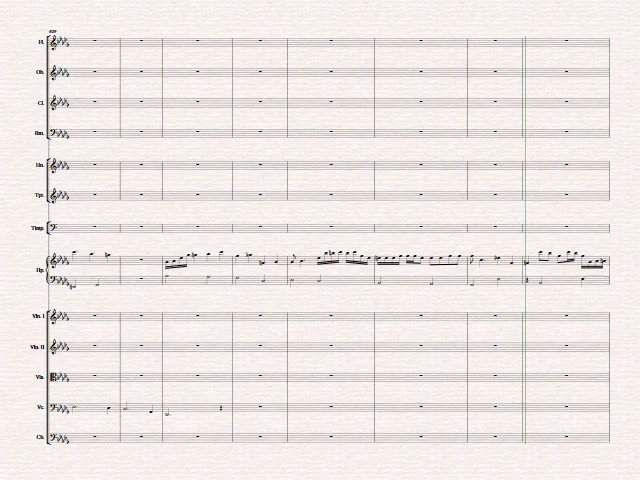 Fl.
Ob.
Cl.
Bsn.
Hn.
Tpt.
Timp.
Hp.
Vln. I
Vln. II
Vla.
Vc.
Cb.